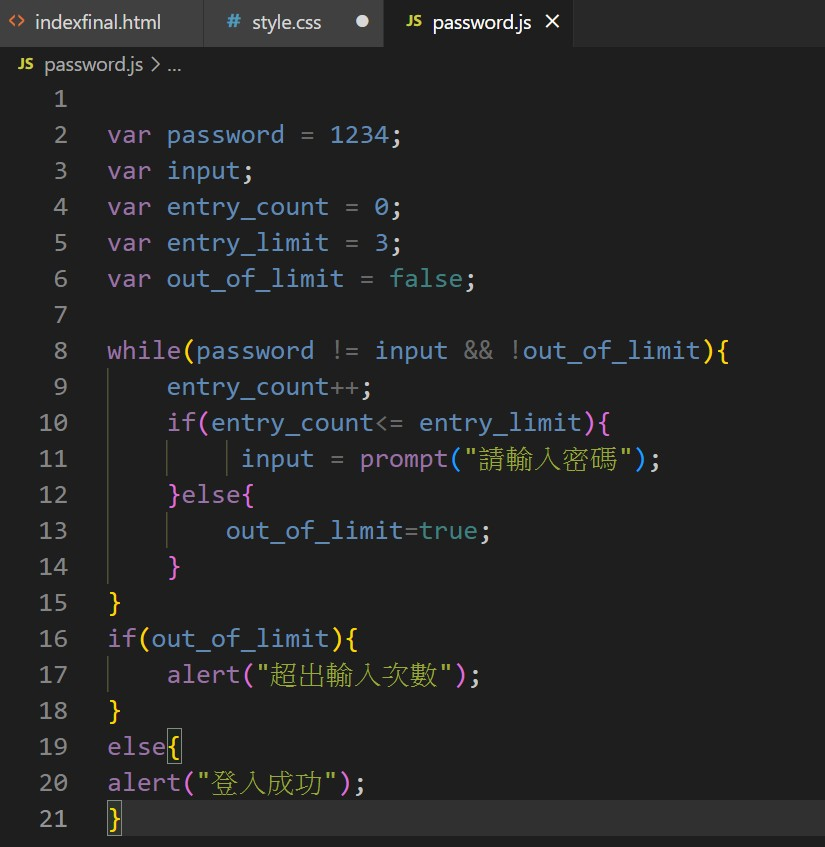 indexfinal.html # style.css JS password.js
JS password.js > ...
1
2 var password = 1234;
3 var input;
4 var entry_count = 0;
5 var entry_limit = 3;
6 var out_of_limit = false;
7
8 while(password != input && !out_of_limit){
9 entry_count++;
10 if(entry_count<= entry_limit){
11 input = prompt("請輸入密碼");
12 }else{
13 out_of_limit=true;
14 }
15 }
16 if(out_of_limit){
17 alert("超出輸入次數");
18 }
19 else{
20 alert("登入成功");
21 }